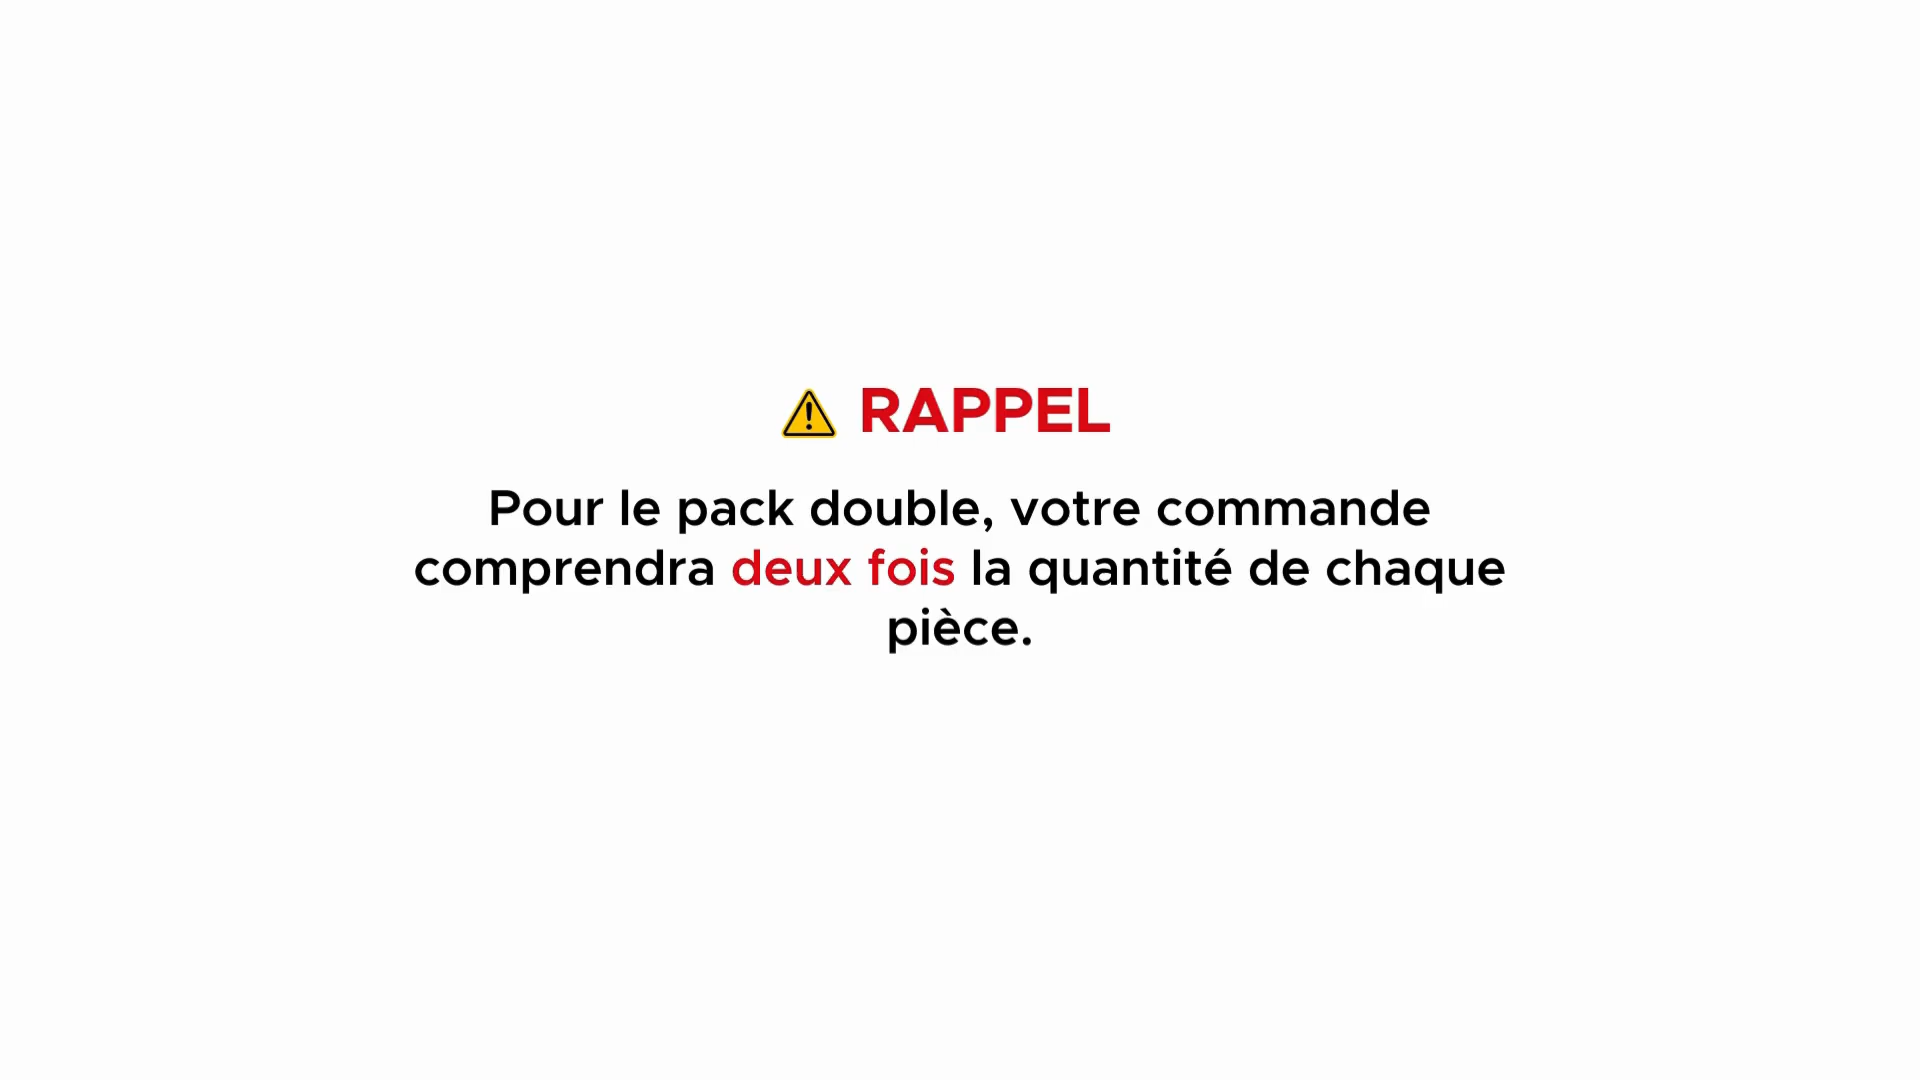 RAPPEL
Pour le pack double, votre commande
comprendra deux fois la quantité de chaque
pièce.